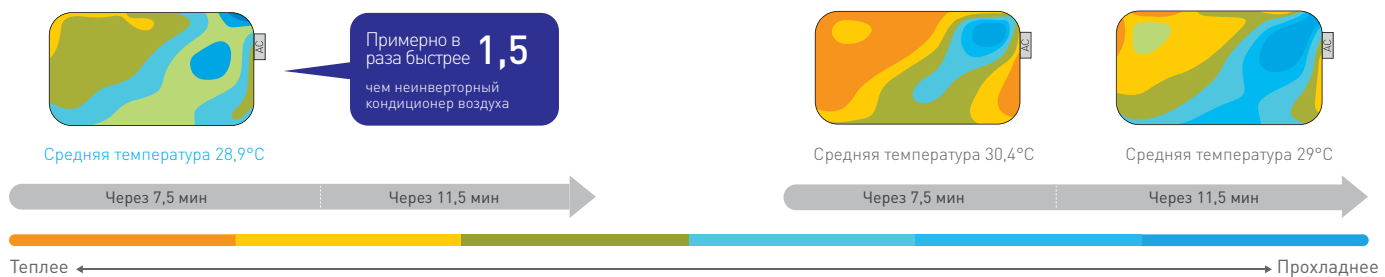 Примерно в
раза быстрее 1,5
чем неинверторный
кондиционер воздуха
AC
AC
AC
Средняя температура 28,9°C
Средняя температура 30,4°C
Средняя температура 29°C
Через 7,5 мин
Через 11,5 мин
Через 7,5 мин
Через 11,5 мин
Теплее
Прохладнее